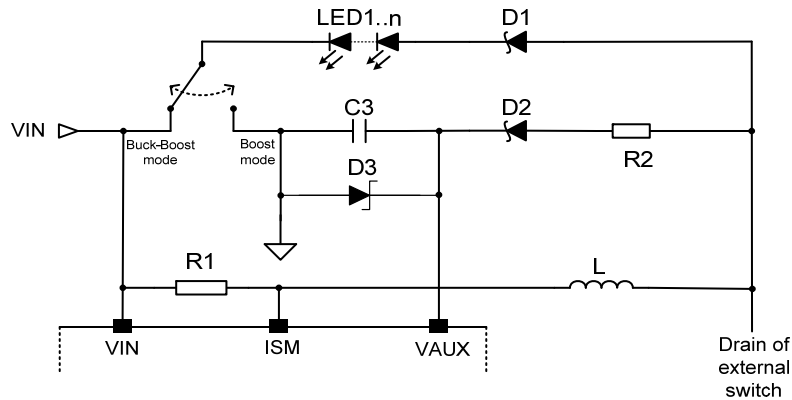 LED1..n
D1
VIN
Buck-Boost
mode
Boost
mode
C3
D2
R2
D3
R1
L
VIN
ISM
VAUX
Drain of
external
switch